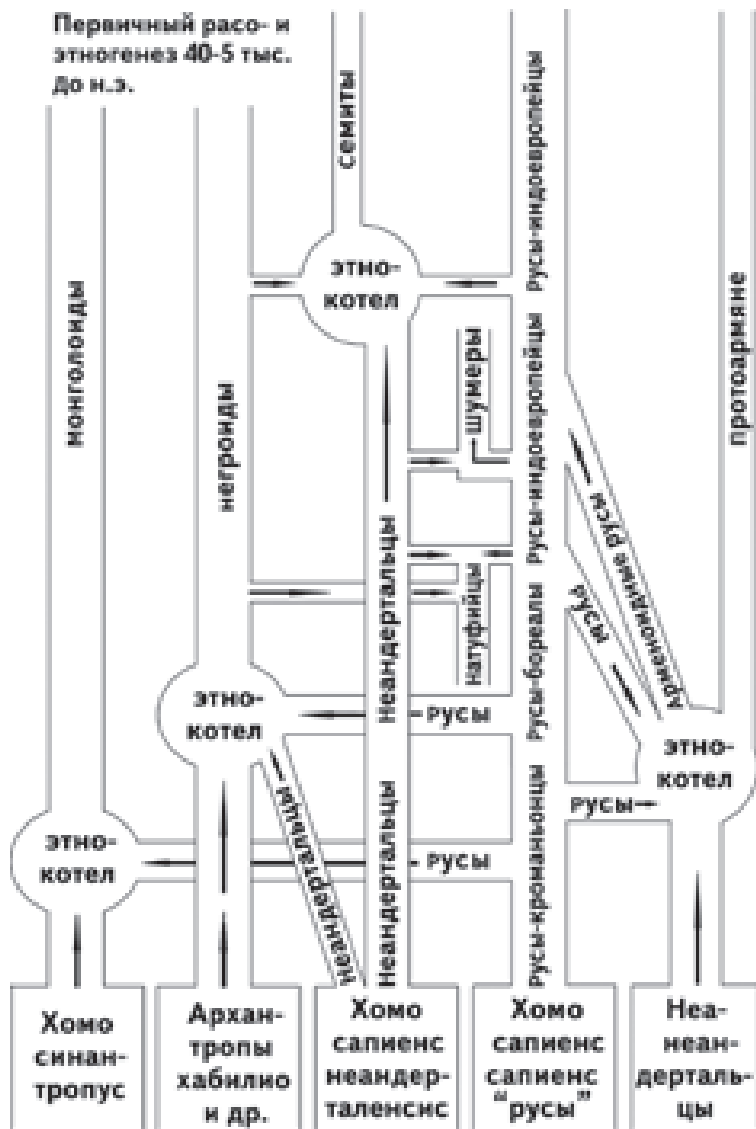 Первичный расо- и
этногенез 40-5 тыс.
До н.э.
монголоиды
негроиды
семиты
Русы-индоевропейцы
протоармяне
этно-
котел
шумеры
Русы-индоевропейцы
Армeноидные русы
русы
натуфийцы
Неандертальцы
Русы-бореалы
этно-
котел
Русы
этно-
котел
Русы
Неандертальцы
Неандертальцы
Русы-кроманьонцы
этно-
котел
Русы
Хомо
синан-
тропус
Архан-
тропы
хабилио
и др.
Хомо
сапиенс
неандер-
таленсис
Хомо
сапиенс
сапиенс
“русы”
Неа-
неан-
дерталь-
цы